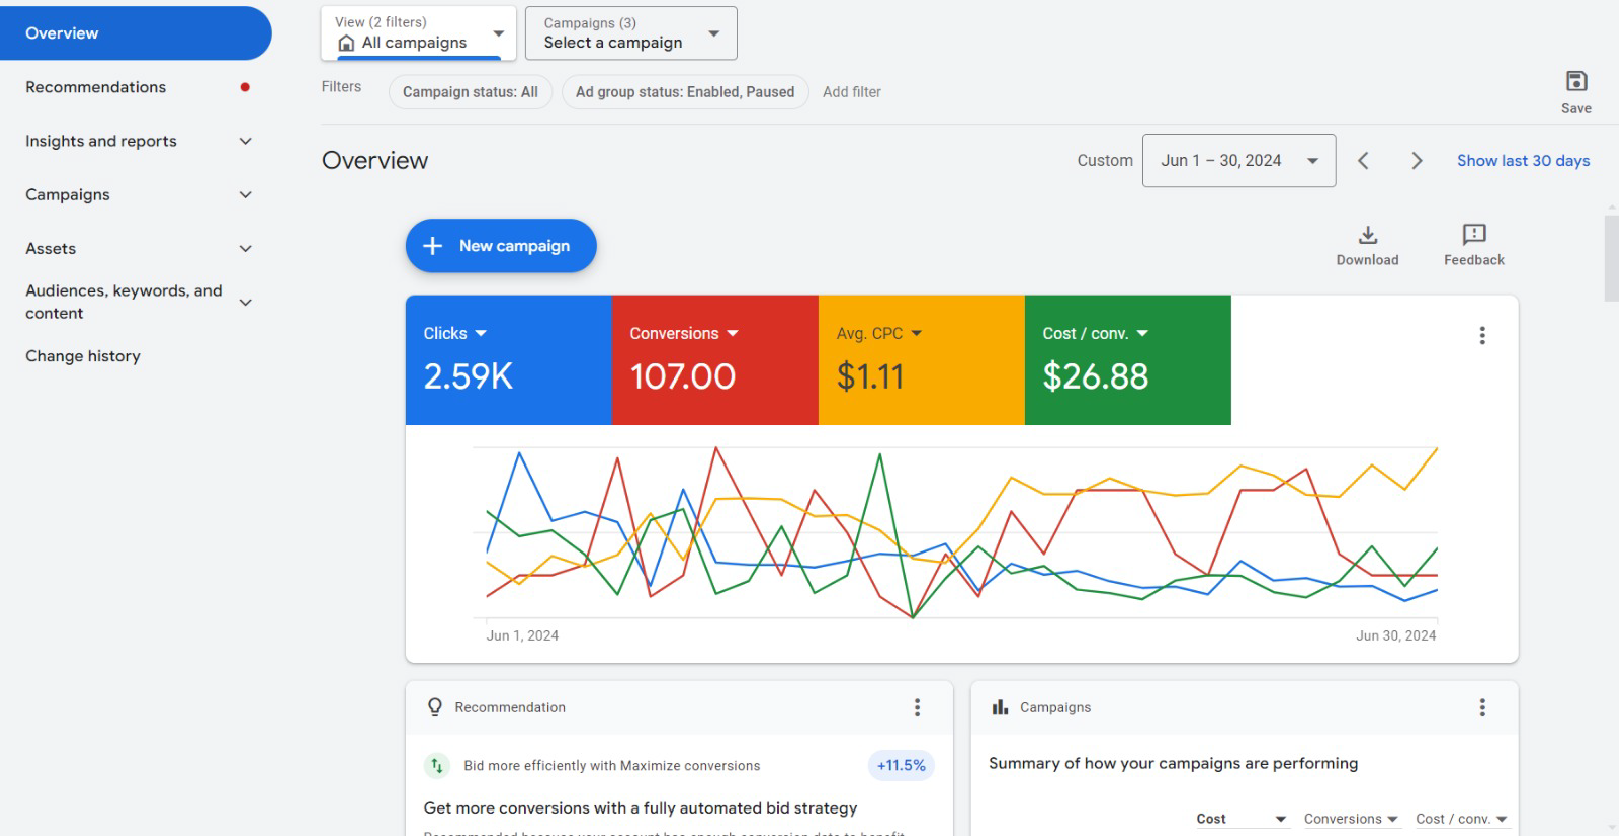 Overview
Recommendations
Insights and reports
Campaigns
Assets
Audiences, keywords, and
content
Change history
View (2 filters)
All campaigns
Campaigns (3)
Select a campaign
Filters
Campaign status: All
Ad group status: Enabled, Paused
Add filter
Save
Overview
Custom
Jun 1 – 30, 2024
Show last 30 days
New campaign
Download
Feedback
Clicks
2.59K
Conversions
107.00
Avg. CPC
$1.11
Cost / conv.
$26.88
Jun 1, 2024
Jun 30, 2024
Recommendation
Bid more efficiently with Maximize conversions
+11.5%
Get more conversions with a fully automated bid strategy
Campaigns
Summary of how your campaigns are performing
Cost
Conversions
Cost / conv.